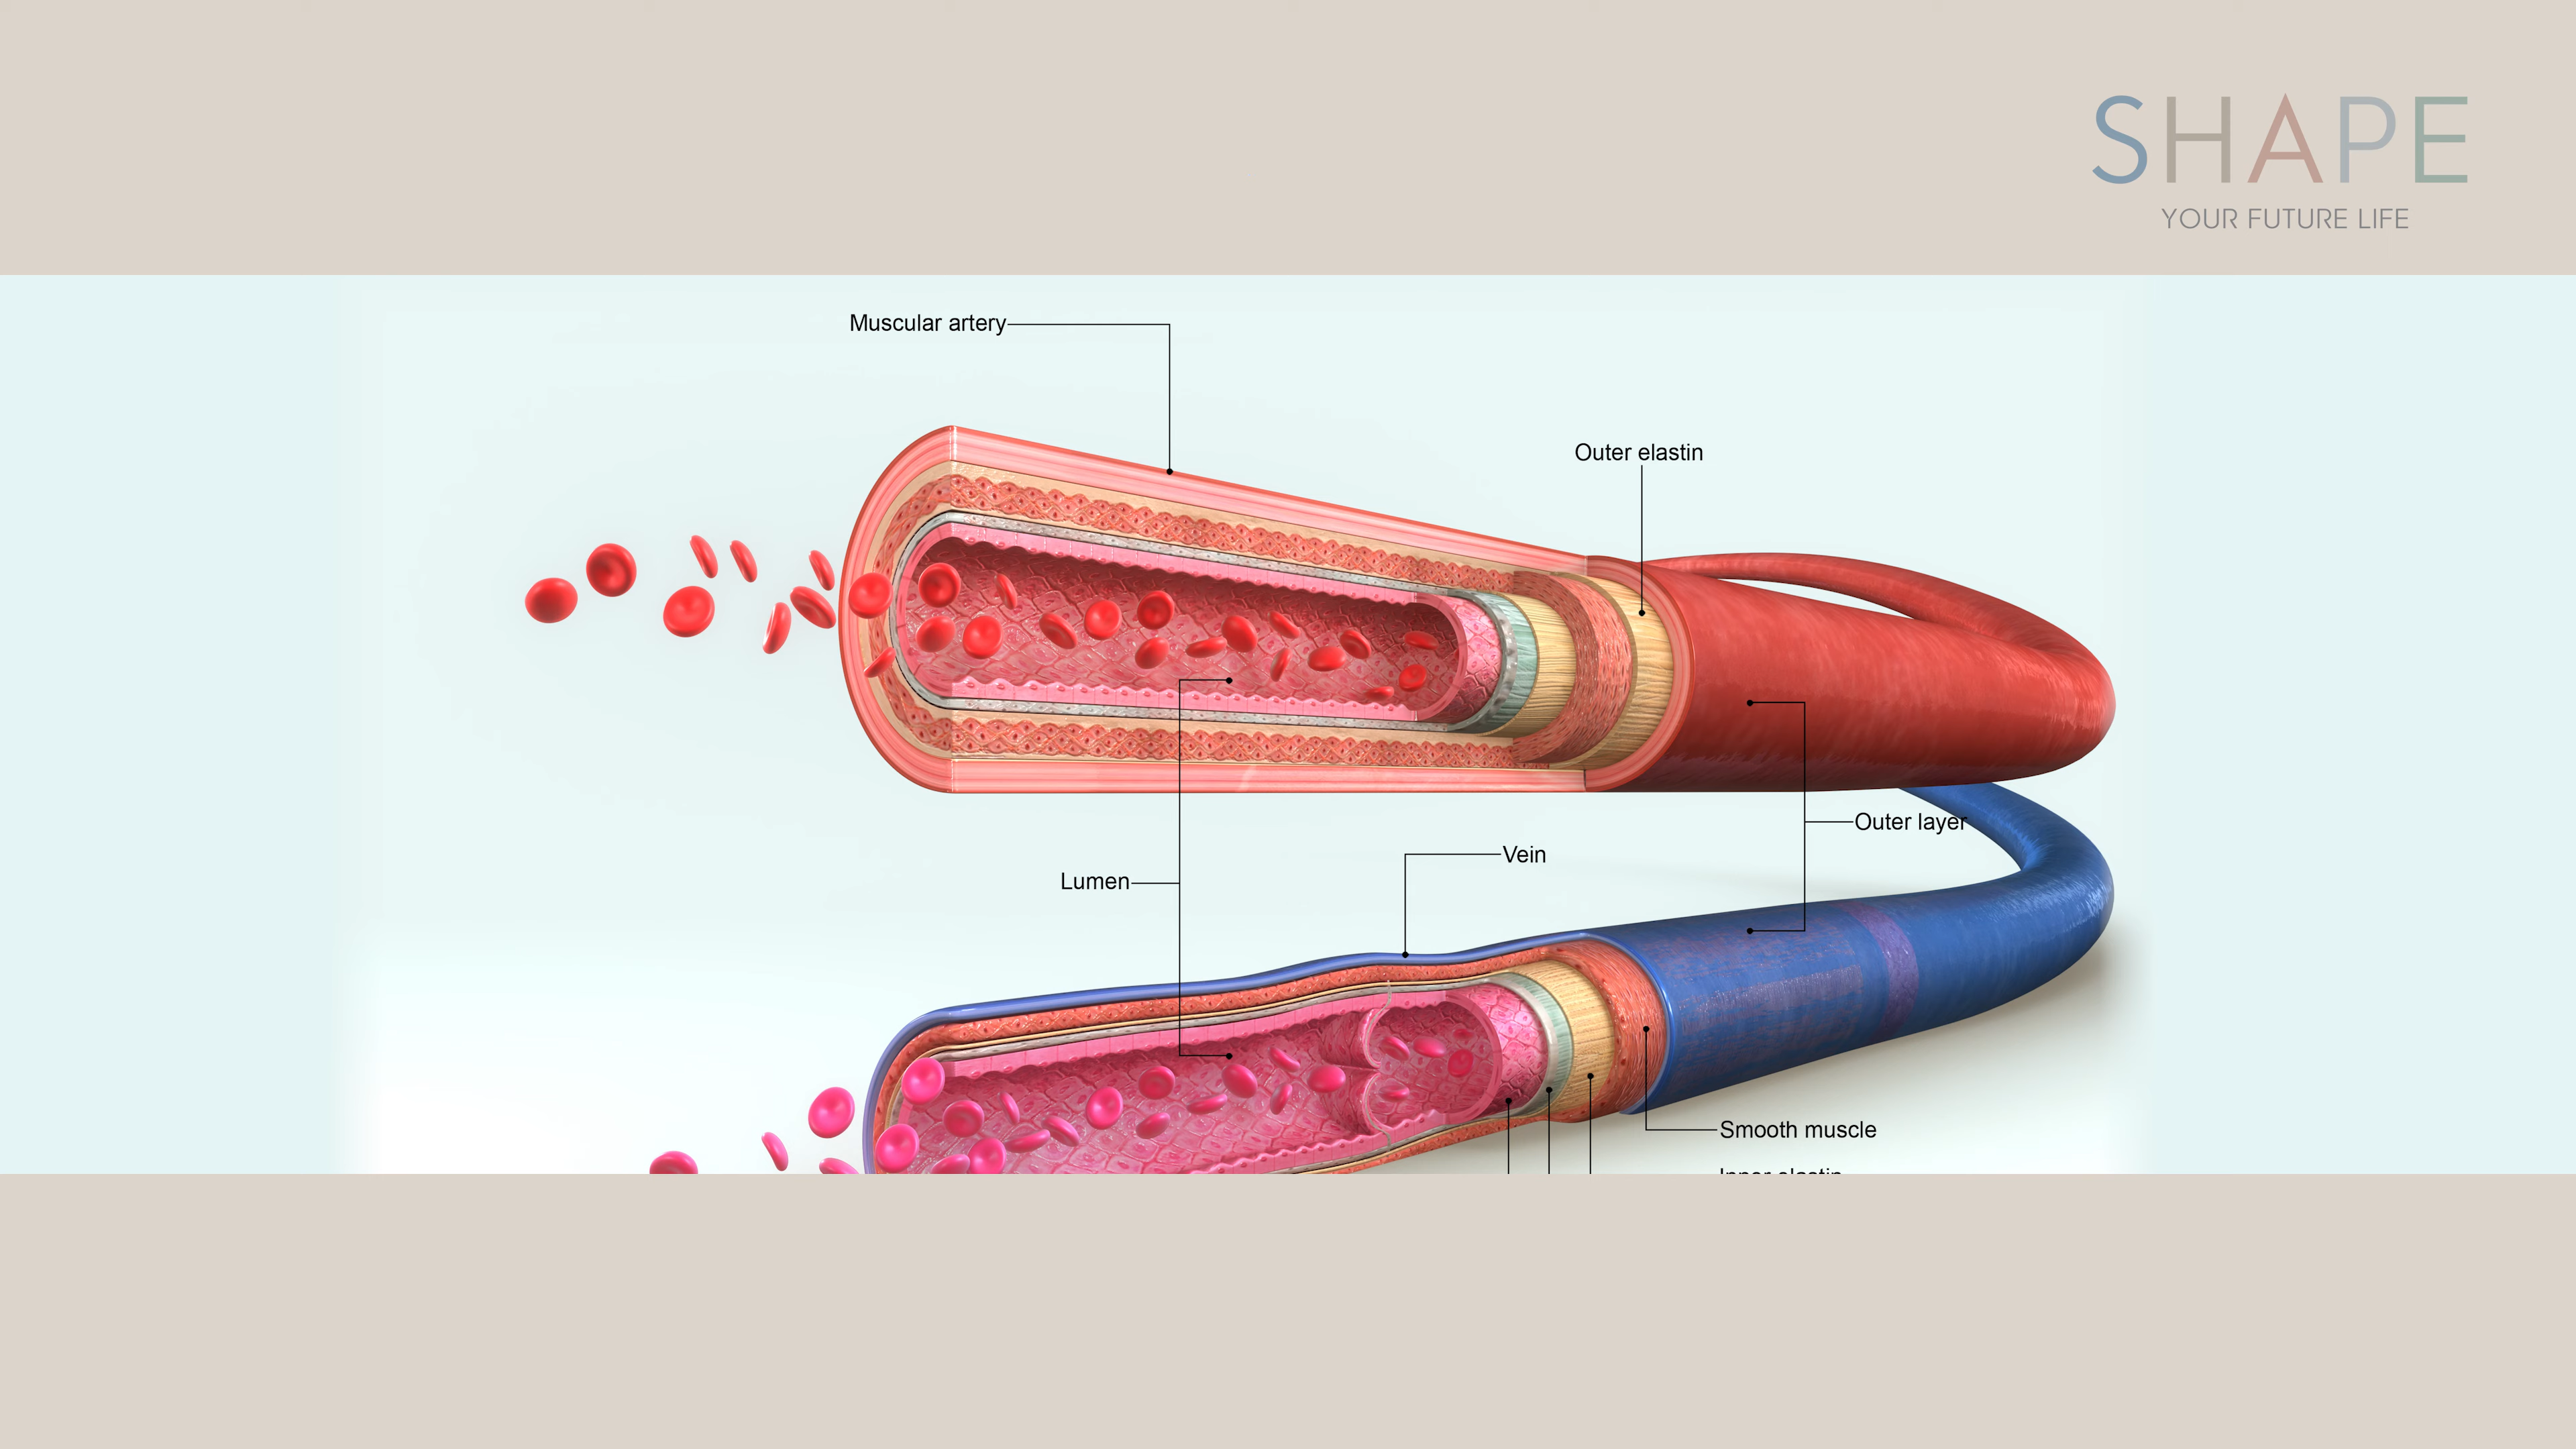 SHAPE
YOUR FUTURE LIFE
Muscular artery
Outer elastin
Outer layer
Vein
Lumen
Smooth muscle
Inner elastin